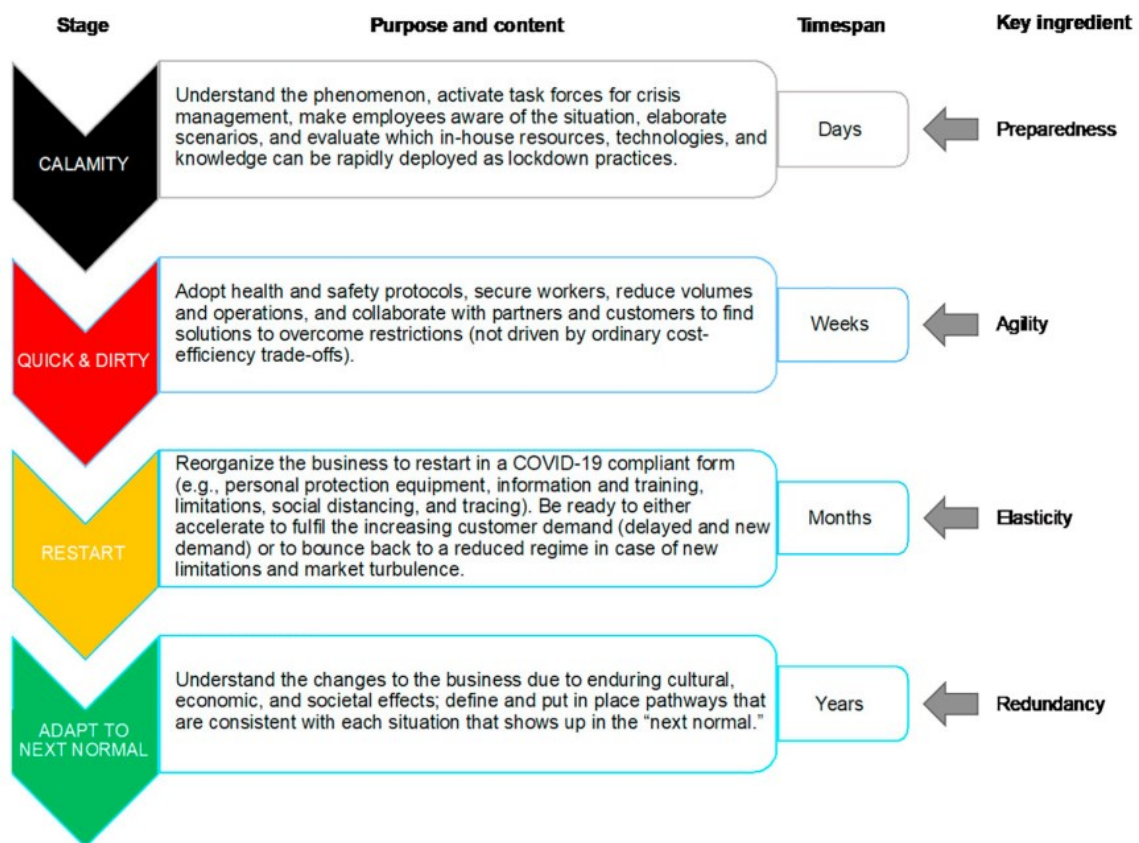 Stage Purpose and content Timespan Key ingredient
CALAMITY
Understand the phenomenon, activate task forces for crisis
management, make employees aware of the situation, elaborate
scenarios, and evaluate which in-house resources, technologies, and
knowledge can be rapidly deployed as lockdown practices.
Days
Preparedness
QUICK & DIRTY
Adopt health and safety protocols, secure workers, reduce volumes
and operations, and collaborate with partners and customers to find
solutions to overcome restrictions (not driven by ordinary cost-
efficiency trade-offs).
Weeks
Agility
RESTART
Reorganize the business to restart in a COVID-19 compliant form
(e.g., personal protection equipment, information and training,
limitations, social distancing, and tracing). Be ready to either
accelerate to fulfil the increasing customer demand (delayed and new
demand) or to bounce back to a reduced regime in case of new
limitations and market turbulence.
Months
Elasticity
ADAPT TO
NEXT NORMAL
Understand the changes to the business due to enduring cultural,
economic, and societal effects; define and put in place pathways that
are consistent with each situation that shows up in the “next normal.”
Years
Redundancy